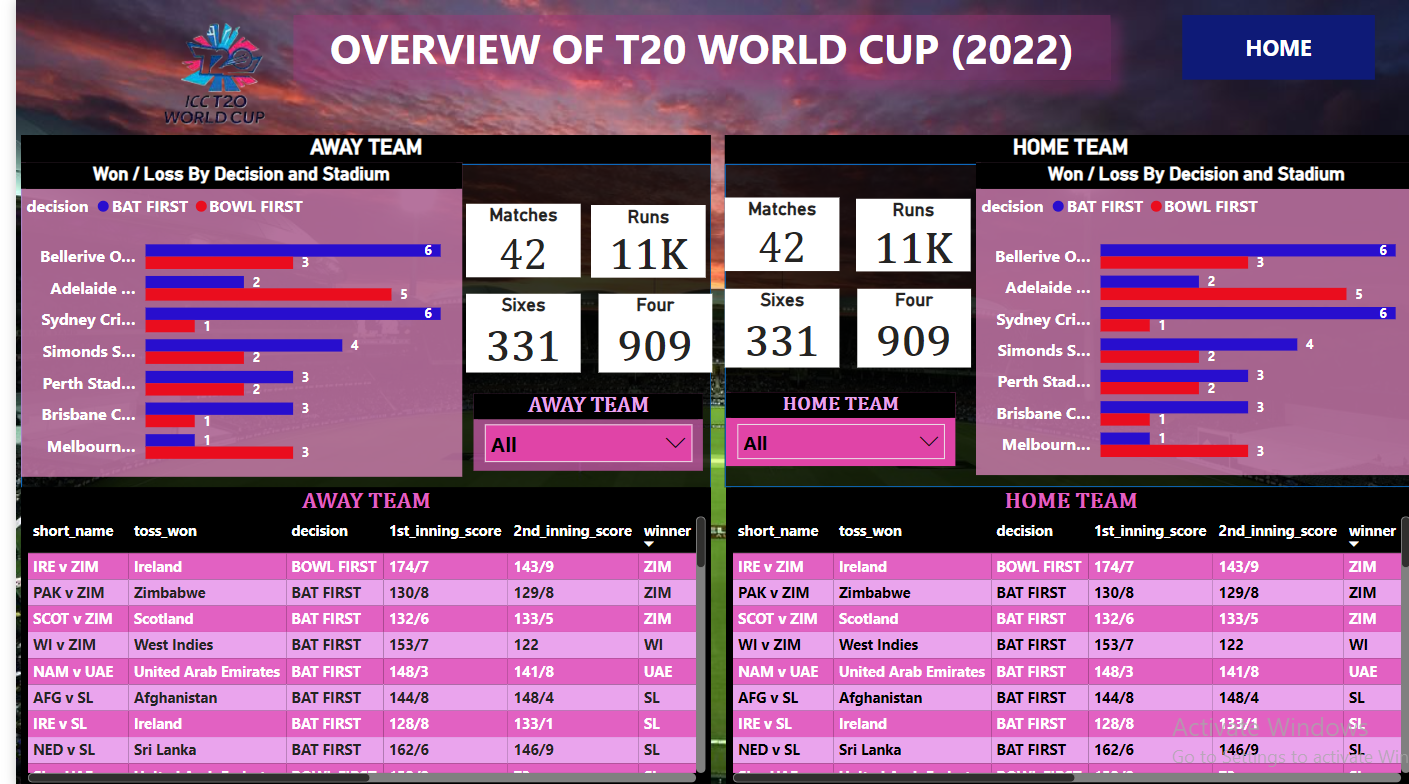 OVERVIEW OF T20 WORLD CUP (2022)
HOME
T20
ICC T20
WORLD CUP
AWAY TEAM
Won / Loss By Decision and Stadium
decision BAT FIRST BOWL FIRST
Bellerive O... 6 3
Adelaide ... 2 5
Sydney Cri... 6 1
Simonds S... 4 2
Perth Stad... 3 2
Brisbane C... 3 1
Melbourn... 1 3
Matches
42
Runs
11K
Sixes
331
Four
909
AWAY TEAM
All
HOME TEAM
Won / Loss By Decision and Stadium
Matches
42
Runs
11K
Sixes
331
Four
909
HOME TEAM
All
decision BAT FIRST BOWL FIRST
Bellerive O... 6 3
Adelaide ... 2 5
Sydney Cri... 6 1
Simonds S... 4 2
Perth Stad... 3 2
Brisbane C... 3 1
Melbourn... 1 3
AWAY TEAM
short_name toss_won decision 1st_inning_score 2nd_inning_score winner
IRE v ZIM Ireland BOWL FIRST 174/7 143/9 ZIM
PAK v ZIM Zimbabwe BAT FIRST 130/8 129/8 ZIM
SCOT v ZIM Scotland BAT FIRST 132/6 133/5 ZIM
WI v ZIM West Indies BAT FIRST 153/7 122 WI
NAM v UAE United Arab Emirates BAT FIRST 148/3 141/8 UAE
AFG v SL Afghanistan BAT FIRST 144/8 148/4 SL
IRE v SL Ireland BAT FIRST 128/8 133/1 SL
NED v SL Sri Lanka BAT FIRST 162/6 146/9 SL
HOME TEAM
short_name toss_won decision 1st_inning_score 2nd_inning_score winner
IRE v ZIM Ireland BOWL FIRST 174/7 143/9 ZIM
PAK v ZIM Zimbabwe BAT FIRST 130/8 129/8 ZIM
SCOT v ZIM Scotland BAT FIRST 132/6 133/5 ZIM
WI v ZIM West Indies BAT FIRST 153/7 122 WI
NAM v UAE United Arab Emirates BAT FIRST 148/3 141/8 UAE
AFG v SL Afghanistan BAT FIRST 144/8 148/4 SL
IRE v SL Ireland BAT FIRST 128/8 133/1 SL
NED v SL Sri Lanka BAT FIRST 162/6 146/9 SL
Activate Windows
Go to Settings to activate Win